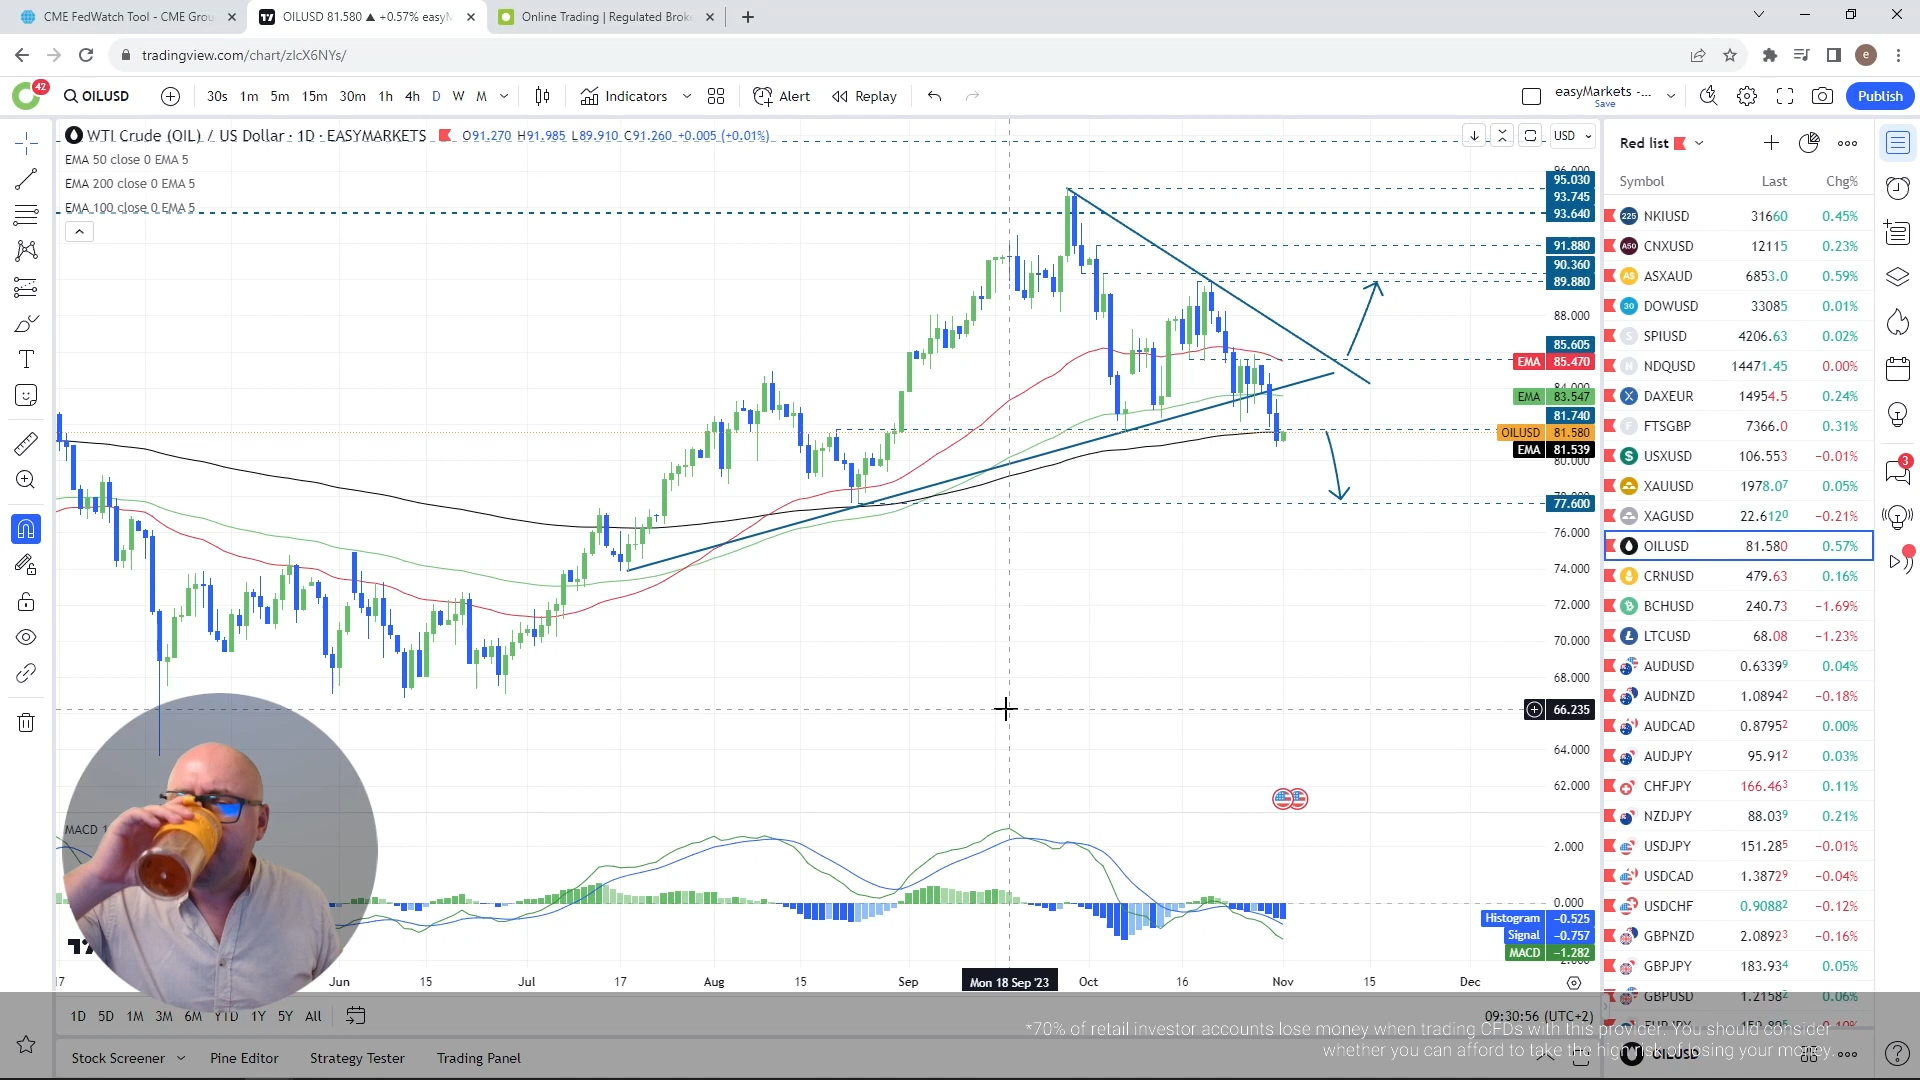 CME FedWatch Tool - CME Grou
OILUSD 81.580 ▲ +0.57% easyM
Online Trading | Regulated Brok
tradingview.com/chart/zIcX6NYs/
e
42
OILUSD
30s 1m 5m 15m 30m 1h 4h D W M
Indicators
Alert
Replay
easyMarkets -...
Save
Publish
WTI Crude (OIL) / US Dollar · 1D · EASYMARKETS
O91.270 H91.985 L89.910 C91.260 +0.005 (+0.01%)
EMA 50 close 0 EMA 5
EMA 200 close 0 EMA 5
EMA 100 close 0 EMA 5
USD
96.000
95.030
93.745
93.640
91.880
90.360
89.880
88.000
85.605
EMA 85.470
84.000
EMA 83.547
81.740
OILUSD 81.580
EMA 81.539
80.000
77.600
76.000
74.000
72.000
70.000
68.000
66.235
64.000
62.000
MACD 1
2.000
0.000
Histogram -0.525
Signal -0.757
MACD -1.282
17 Jun 15 Jul 17 Aug 15 Sep Mon 18 Sep '23 Oct 16 Nov 15 Dec
1D 5D 1M 3M 6M YTD 1Y 5Y All
09:30:56 (UTC+2)
Stock Screener Pine Editor Strategy Tester Trading Panel
*70% of retail investor accounts lose money when trading CFDs with this provider. You should consider
whether you can afford to take the high risk of losing your money.
Red list
Symbol Last Chg%
225 NKIUSD 31660 0.45%
A50 CNXUSD 12115 0.23%
A$ ASXAUD 6853.0 0.59%
30 DOWUSD 33085 0.01%
S SPIUSD 4206.63 0.02%
N NDQUSD 14471.45 0.00%
X DAXEUR 14954.5 0.24%
F FTSGBP 7366.0 0.31%
$ USXUSD 106.553 -0.01%
XAUUSD 1978.07 0.05%
XAGUSD 22.6120 -0.21%
OILUSD 81.580 0.57%
CRNUSD 479.63 0.16%
BCHUSD 240.73 -1.69%
LTCUSD 68.08 -1.23%
AUDUSD 0.63399 0.04%
AUDNZD 1.08942 -0.18%
AUDCAD 0.87952 0.00%
AUDJPY 95.912 0.03%
CHFJPY 166.463 0.11%
NZDJPY 88.039 0.21%
USDJPY 151.285 -0.01%
USDCAD 1.38729 -0.04%
USDCHF 0.90882 -0.12%
GBPNZD 2.08923 -0.16%
GBPJPY 183.934 0.05%
GBPUSD 1.21582 0.06%
OILUSD
3